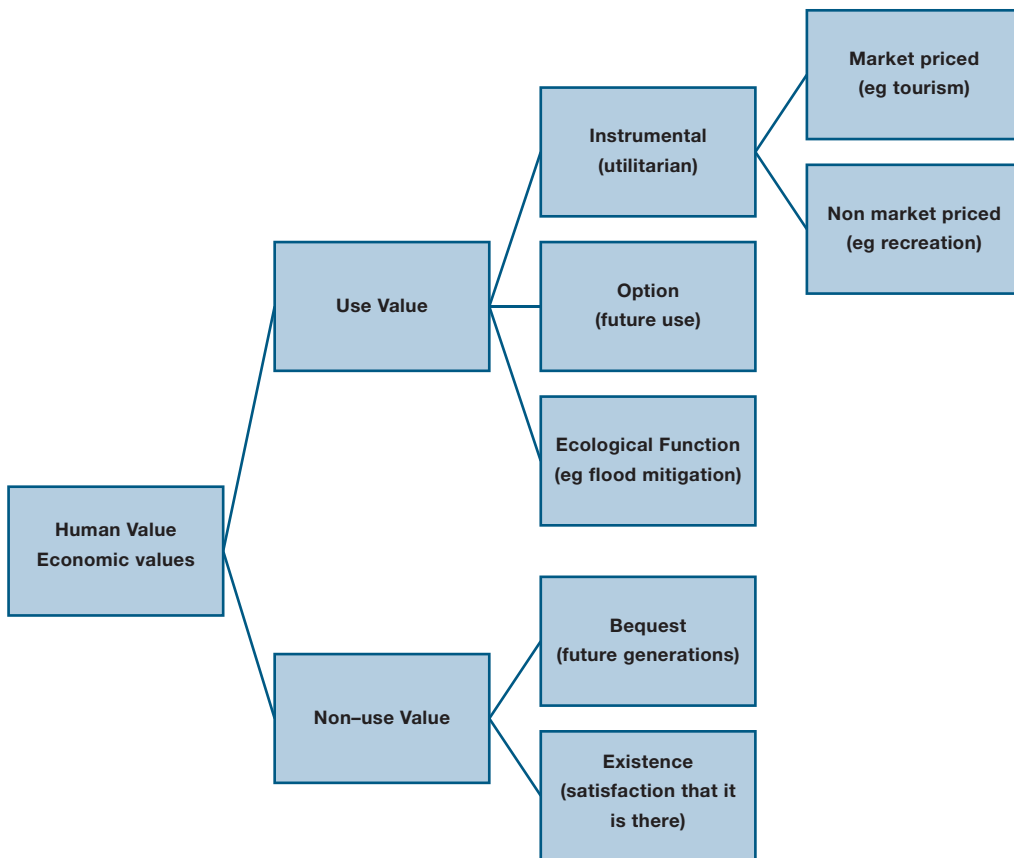 Market priced
(eg tourism)
Instrumental
(utilitarian)
Non market priced
(eg recreation)
Use Value
Option
(future use)
Ecological Function
(eg flood mitigation)
Human Value
Economic values
Bequest
(future generations)
Non–use Value
Existence
(satisfaction that it
is there)